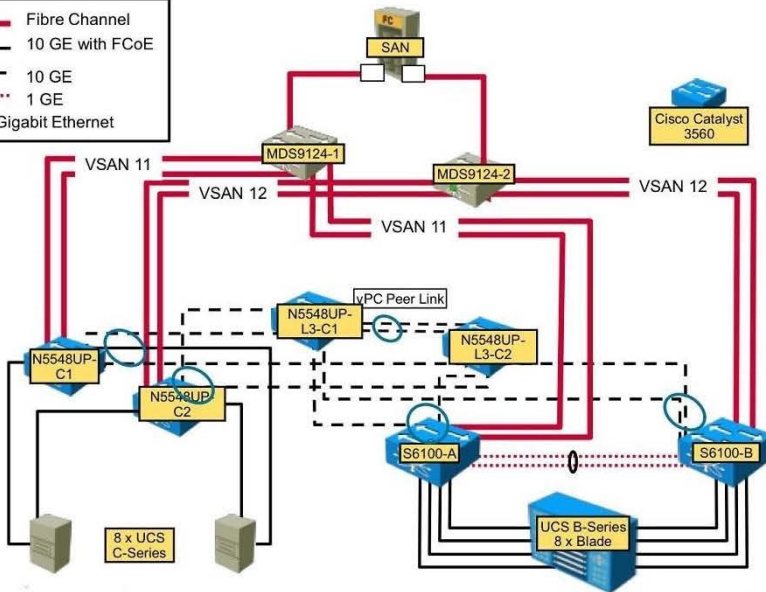 Fibre Channel
10 GE with FCoE
10 GE
1 GE
Gigabit Ethernet
FC
SAN
Cisco Catalyst
3560
MDS9124-1
MDS9124-2
VSAN 11
VSAN 12
VSAN 12
VSAN 11
vPC Peer Link
N5548UP-
L3-C1
N5548UP-
L3-C2
N5548UP-
C1
N5548UP-
C2
S6100-A
S6100-B
8 x UCS
C-Series
UCS B-Series
8 x Blade